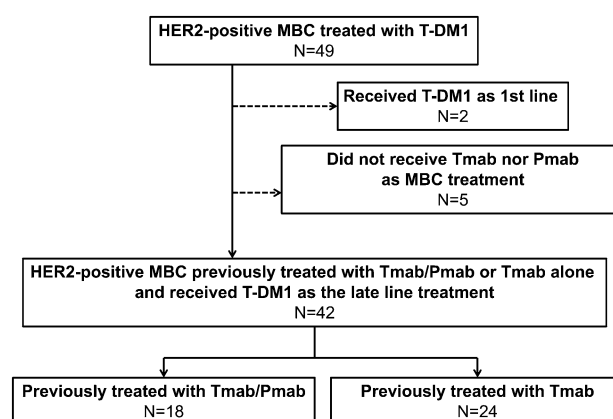 HER2-positive MBC treated with T-DM1
N=49
Received T-DM1 as 1st line
N=2
Did not receive Tmab nor Pmab
as MBC treatment
N=5
HER2-positive MBC previously treated with Tmab/Pmab or Tmab alone
and received T-DM1 as the late line treatment
N=42
Previously treated with Tmab/Pmab
N=18
Previously treated with Tmab
N=24